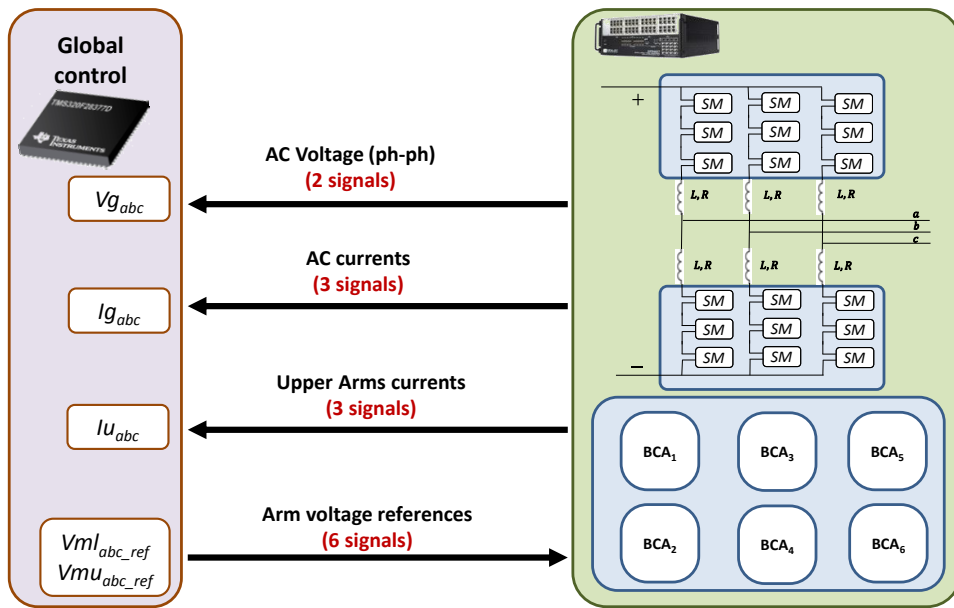 Global
control
TMS320F28377D
TEXAS
INSTRUMENTS
Vg_abc
Ig_abc
Iu_abc
Vml_abc_ref
Vmu_abc_ref
AC Voltage (ph-ph)
(2 signals)
AC currents
(3 signals)
Upper Arms currents
(3 signals)
Arm voltage references
(6 signals)
+
SM SM SM
SM SM SM
SM SM SM
L, R L, R L, R
a
b
c
L, R L, R L, R
SM SM SM
SM SM SM
SM SM SM
−
BCA1 BCA3 BCA5
BCA2 BCA4 BCA6